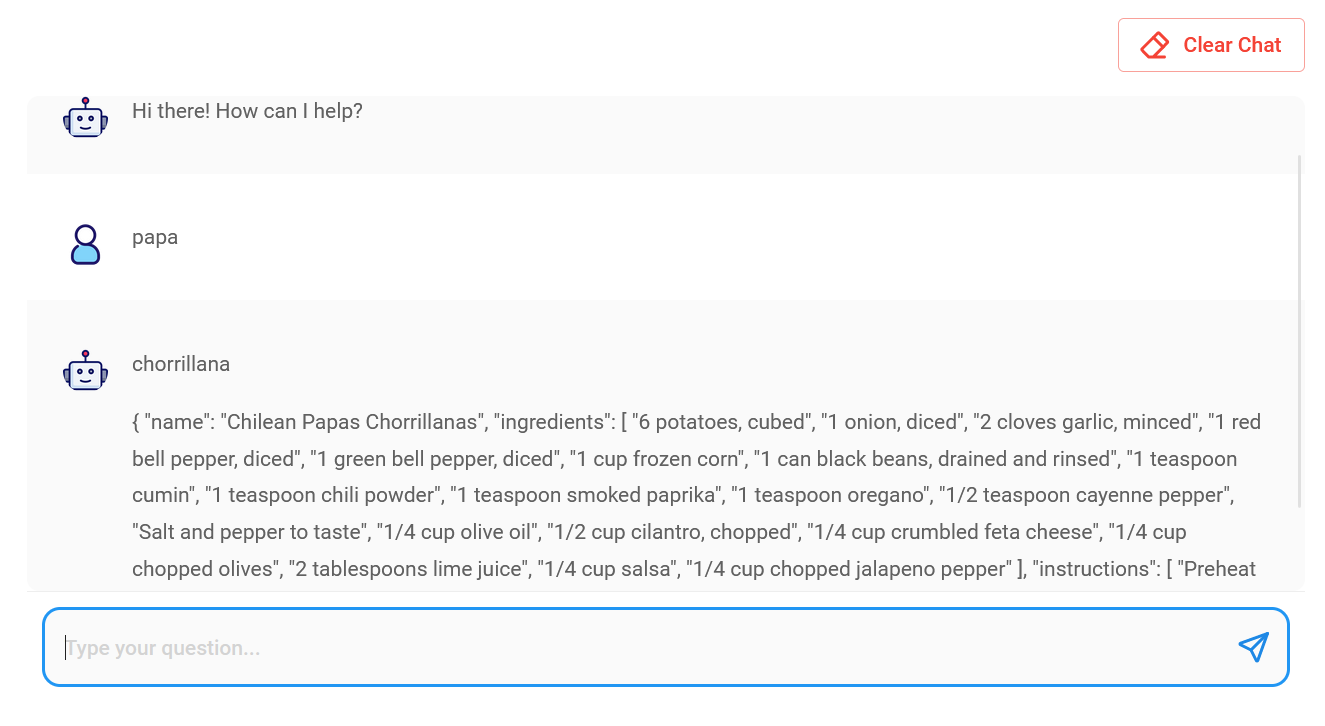 Clear Chat
Hi there! How can I help?
papa
chorrillana
{ "name": "Chilean Papas Chorrillanas", "ingredients": [ "6 potatoes, cubed", "1 onion, diced", "2 cloves garlic, minced", "1 red
bell pepper, diced", "1 green bell pepper, diced", "1 cup frozen corn", "1 can black beans, drained and rinsed", "1 teaspoon
cumin", "1 teaspoon chili powder", "1 teaspoon smoked paprika", "1 teaspoon oregano", "1/2 teaspoon cayenne pepper",
"Salt and pepper to taste", "1/4 cup olive oil", "1/2 cup cilantro, chopped", "1/4 cup crumbled feta cheese", "1/4 cup
chopped olives", "2 tablespoons lime juice", "1/4 cup salsa", "1/4 cup chopped jalapeno pepper" ], "instructions": [ "Preheat
Type your question...